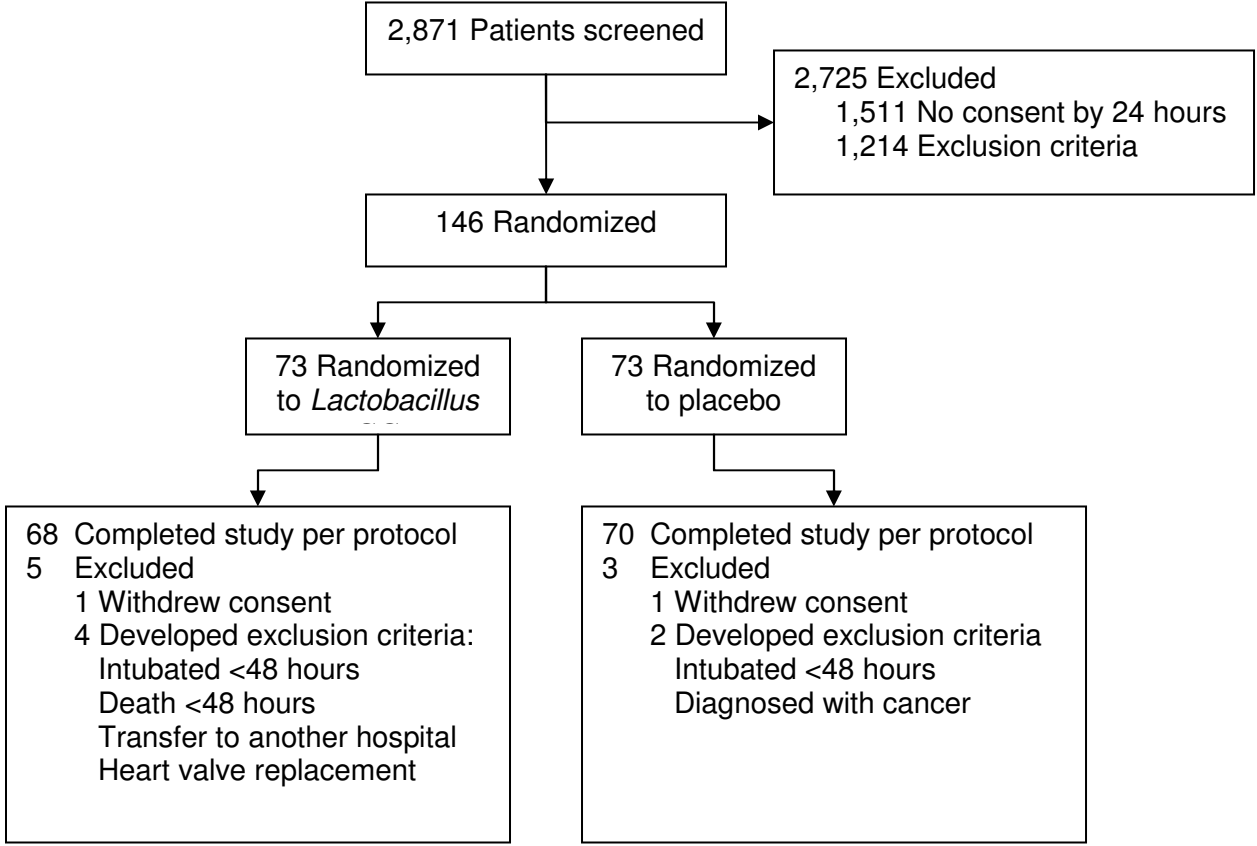 2,871 Patients screened
2,725 Excluded
1,511 No consent by 24 hours
1,214 Exclusion criteria
146 Randomized
73 Randomized
to Lactobacillus
73 Randomized
to placebo
68 Completed study per protocol
5 Excluded
1 Withdrew consent
4 Developed exclusion criteria:
Intubated <48 hours
Death <48 hours
Transfer to another hospital
Heart valve replacement
70 Completed study per protocol
3 Excluded
1 Withdrew consent
2 Developed exclusion criteria
Intubated <48 hours
Diagnosed with cancer